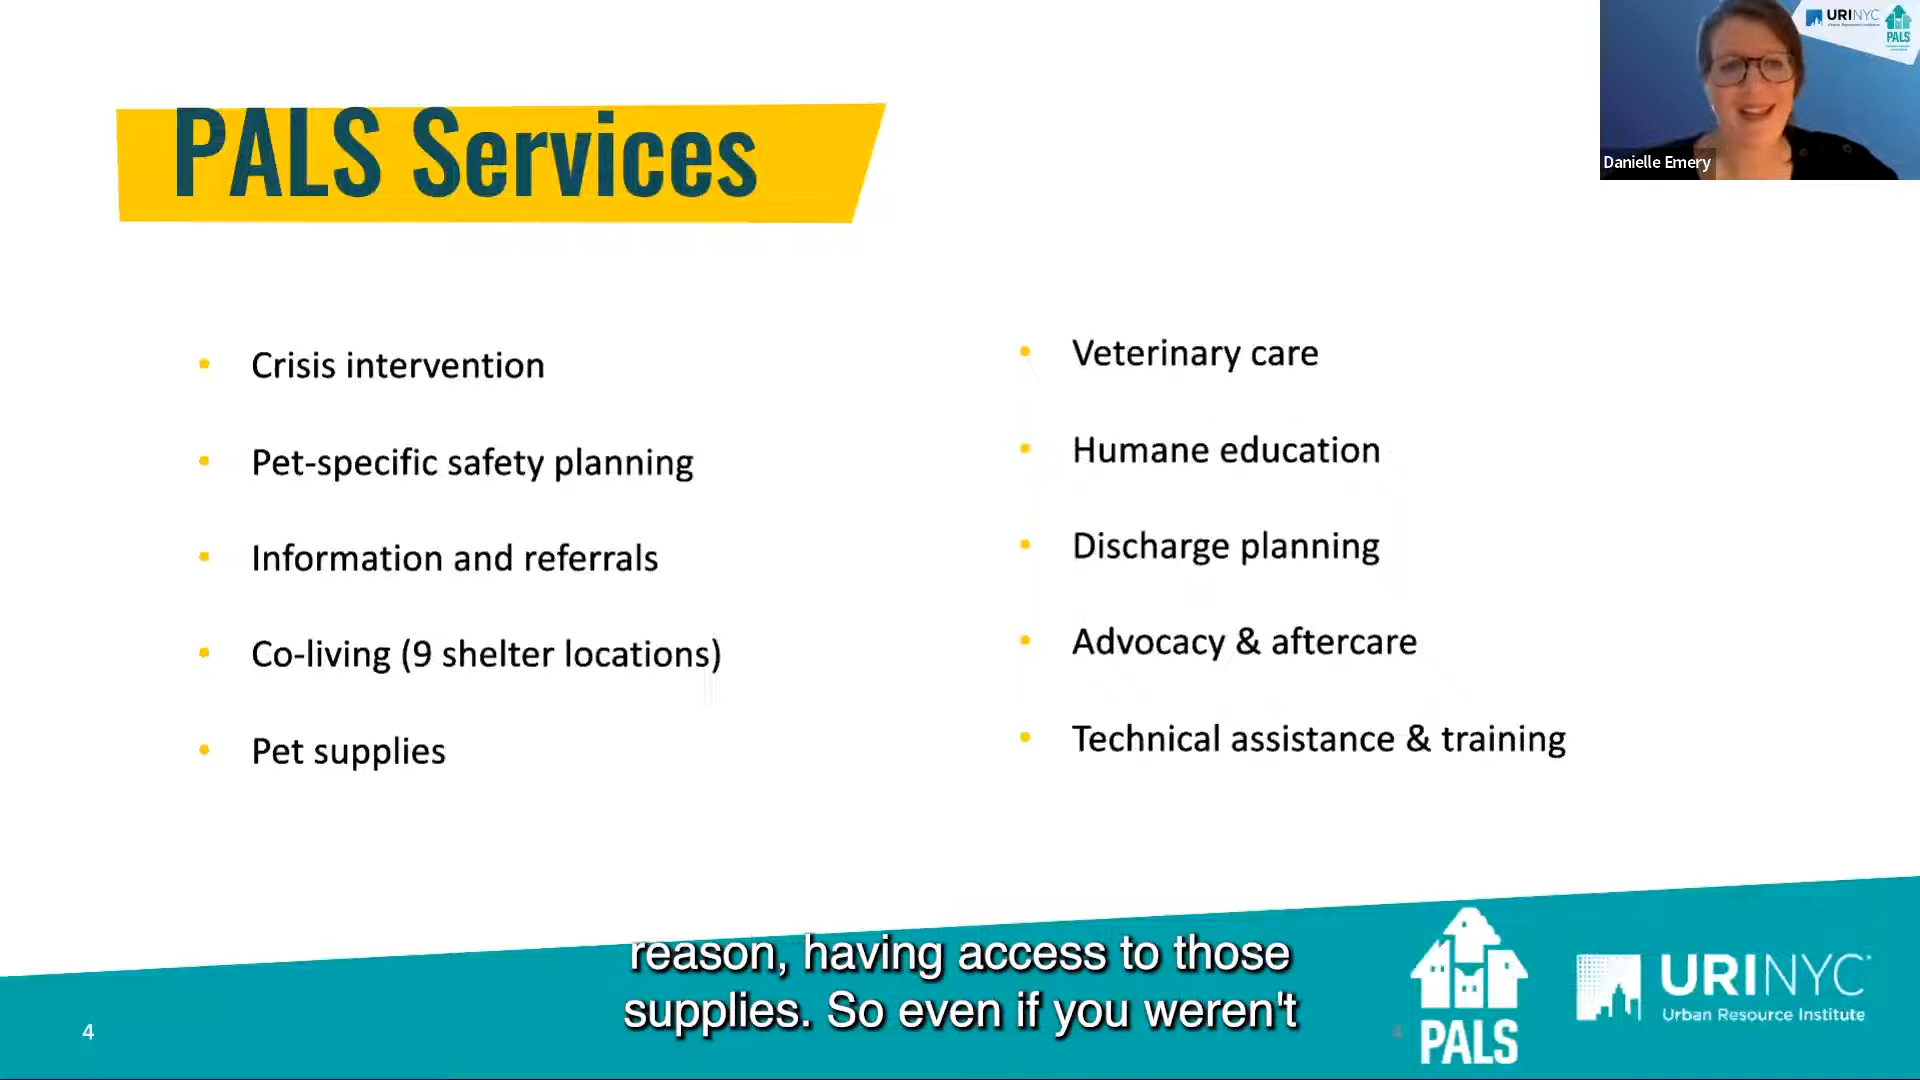 PALS Services
URINYC
PALS
Danielle Emery
• Crisis intervention
• Pet-specific safety planning
• Information and referrals
• Co-living (9 shelter locations)
• Pet supplies
• Veterinary care
• Humane education
• Discharge planning
• Advocacy & aftercare
• Technical assistance & training
reason, having access to those
supplies. So even if you weren't
4
4
PALS
URINYC
Urban Resource Institute